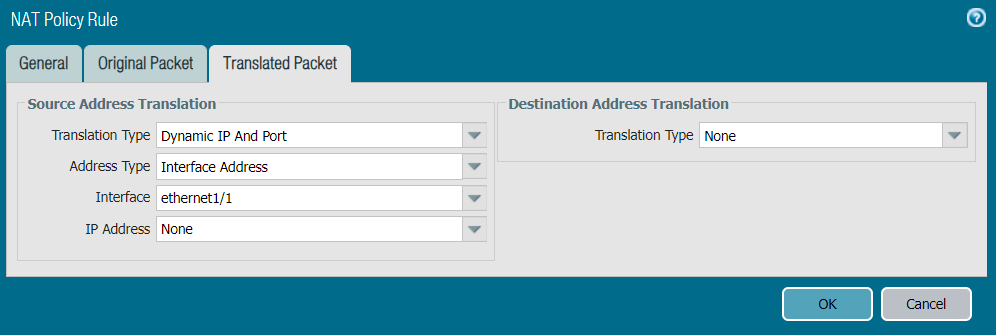 NAT Policy Rule
?
General Original Packet Translated Packet
Source Address Translation
Translation Type Dynamic IP And Port
Address Type Interface Address
Interface ethernet1/1
IP Address None
Destination Address Translation
Translation Type None
OK Cancel